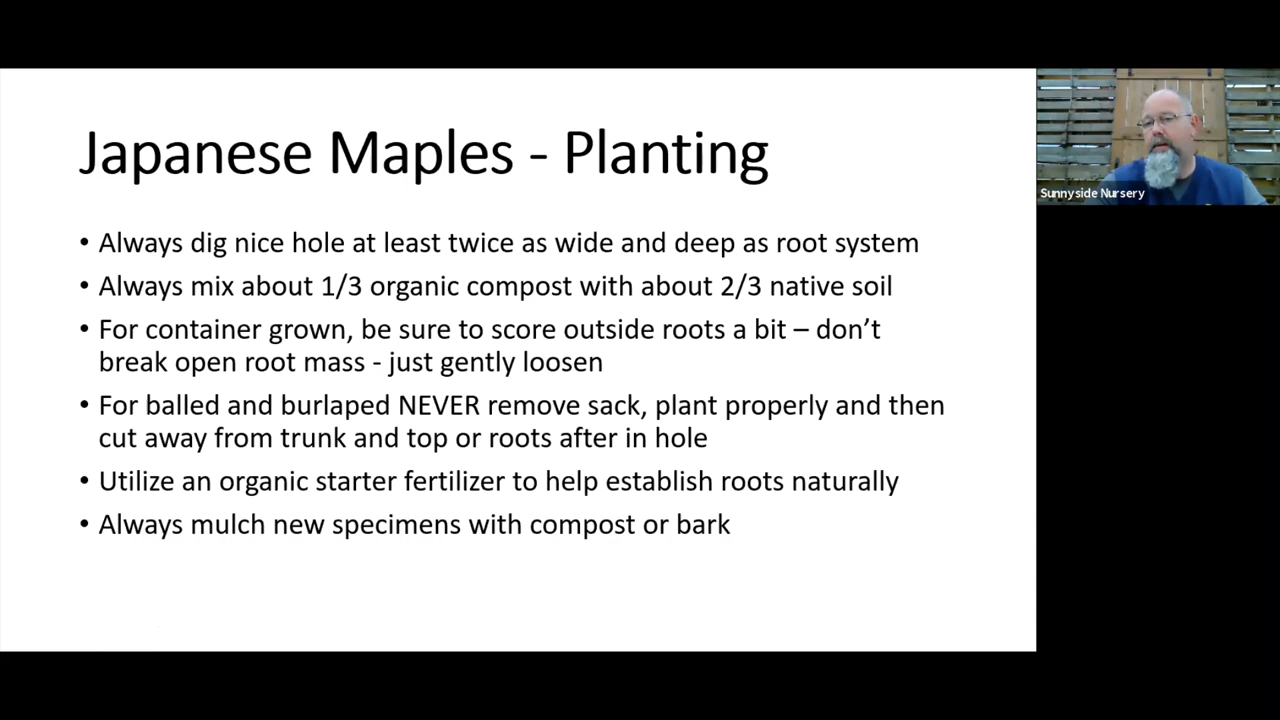 Japanese Maples - Planting
• Always dig nice hole at least twice as wide and deep as root system
• Always mix about 1/3 organic compost with about 2/3 native soil
• For container grown, be sure to score outside roots a bit – don’t
break open root mass - just gently loosen
• For balled and burlaped NEVER remove sack, plant properly and then
cut away from trunk and top or roots after in hole
• Utilize an organic starter fertilizer to help establish roots naturally
• Always mulch new specimens with compost or bark
Sunnyside Nursery